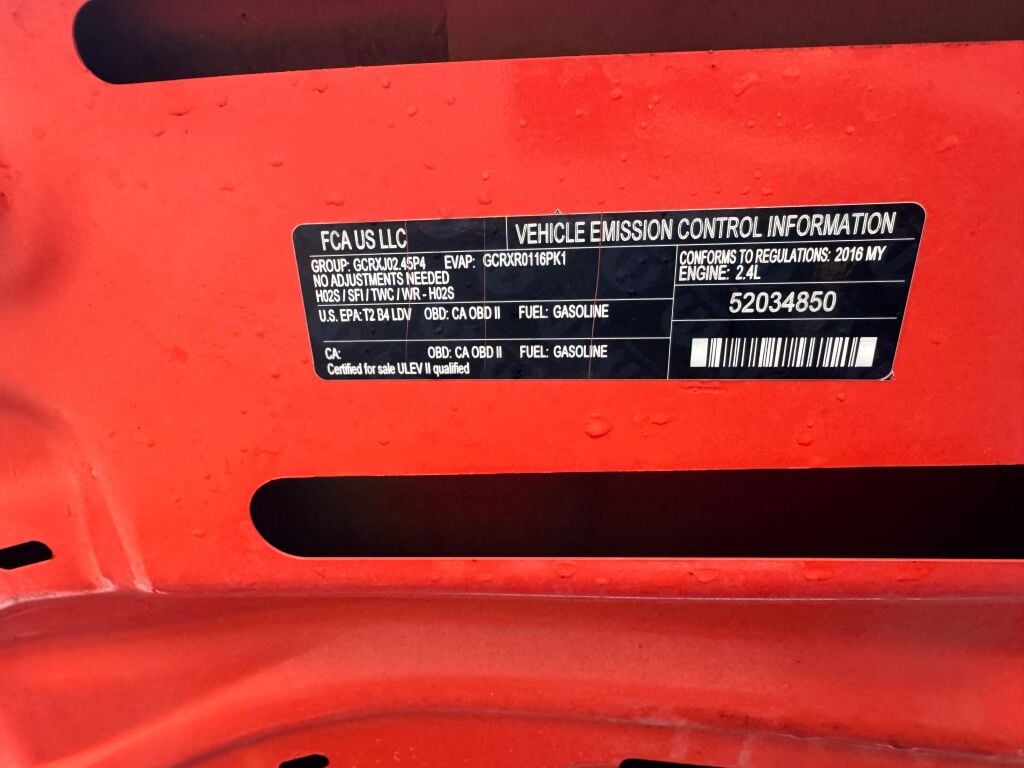 FCA US LLC
VEHICLE EMISSION CONTROL INFORMATION
GROUP: GCRXJ02.45P4 EVAP: GCRXR0116PK1
NO ADJUSTMENTS NEEDED
H02S / SFI / TWC / WR - H02S
CONFORMS TO REGULATIONS: 2016 MY
ENGINE: 2.4L
U.S. EPA: T2 B4 LDV OBD: CA OBD II FUEL: GASOLINE
52034850
CA: OBD: CA OBD II FUEL: GASOLINE
Certified for sale ULEV II qualified